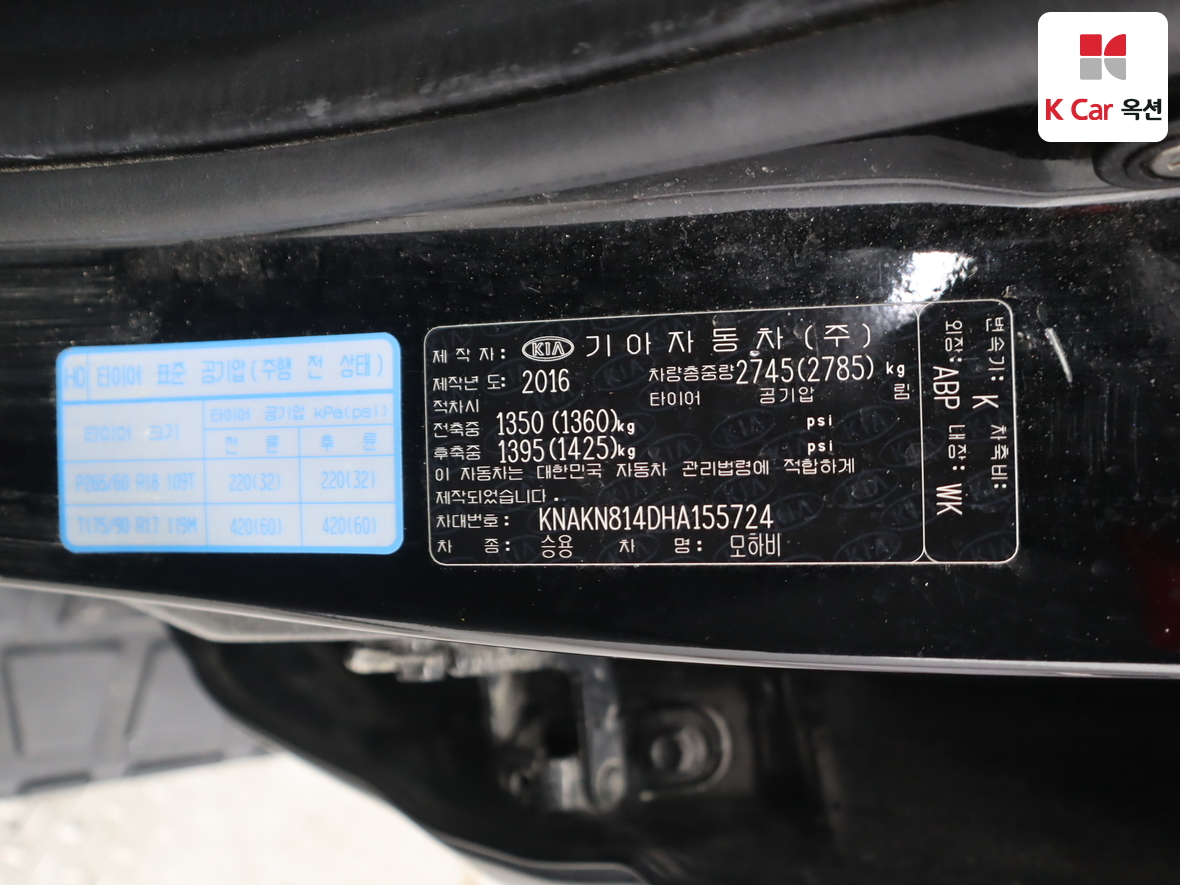 K Car 옥션
HO 타이어 표준 공기압(주행 전 상태)
타이어 크기
타이어 공기압 kPa(psi)
전 륜 후 륜
P265/60 R18 109T 220(32) 220(32)
T175/90 R17 119M 420(60) 420(60)
제 작 자: KIA 기 아 자 동 차 (주)
제작년 도: 2016 차량총중량 2745(2785) kg
적차시 타이어 공기압 림
전축중 1350 (1360)kg psi
후축중 1395 (1425)kg psi
이 자동차는 대한민국 자동차 관리법령에 적합하게
제작되었습니다.
차대번호: KNAKN814DHA155724
차 종: 승용 차 명: 모하비
변속기: K 차축비:
외장: ABP 내장: WK